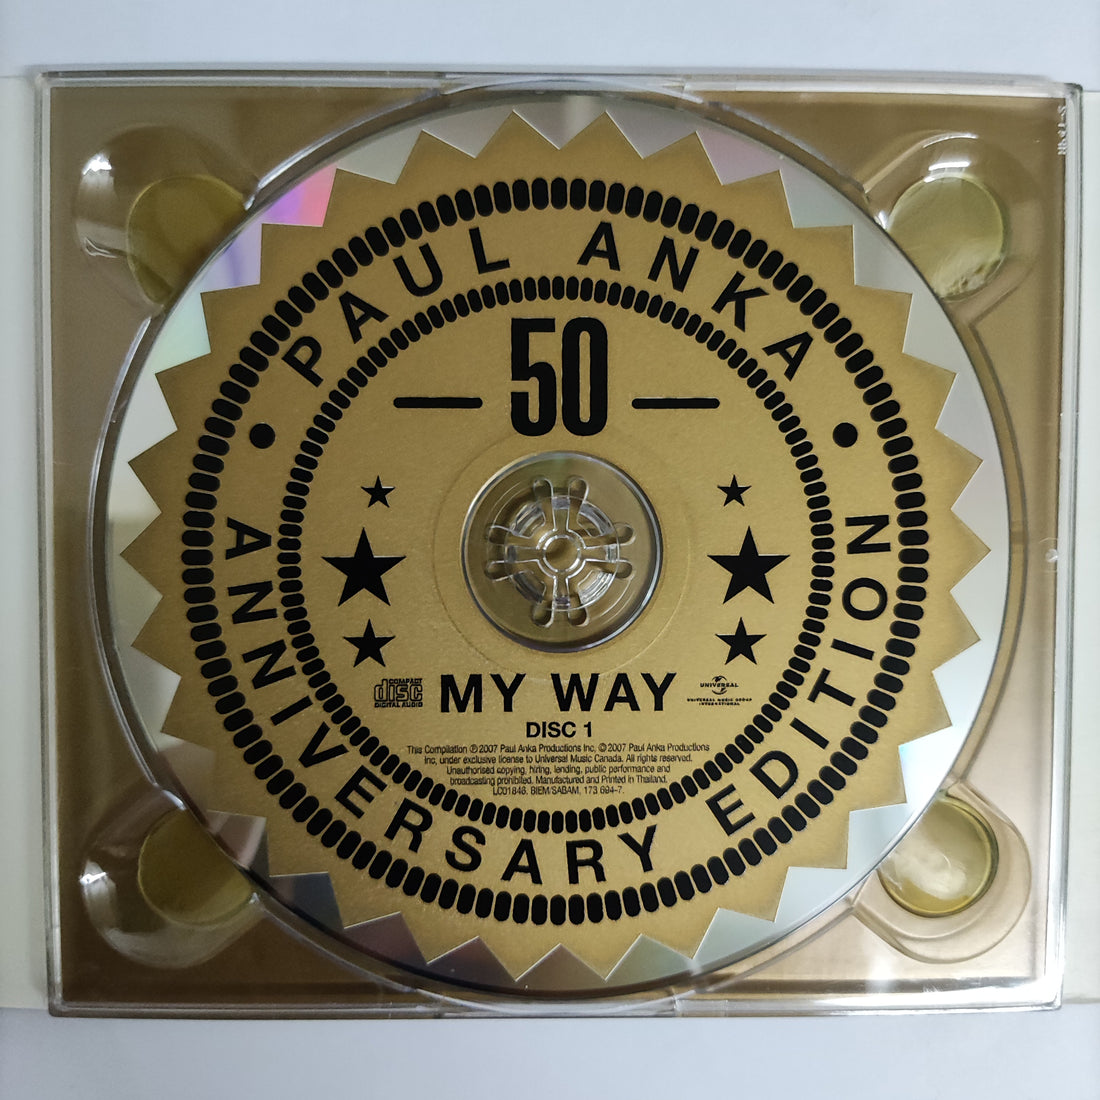 PAUL ANKA
50
ANNIVERSARY EDITION
COMPACT
disc
DIGITAL AUDIO
MY WAY
UNIVERSAL
UNIVERSAL MUSIC GROUP
INTERNATIONAL
DISC 1
This Compilation ℗ 2007 Paul Anka Productions Inc, © 2007 Paul Anka Productions
Inc, under exclusive license to Universal Music Canada. All rights reserved.
Unauthorised copying, hiring, lending, public performance and
broadcasting prohibited. Manufactured and Printed in Thailand.
LC01846. BIEM/SABAM, 173 694-7.